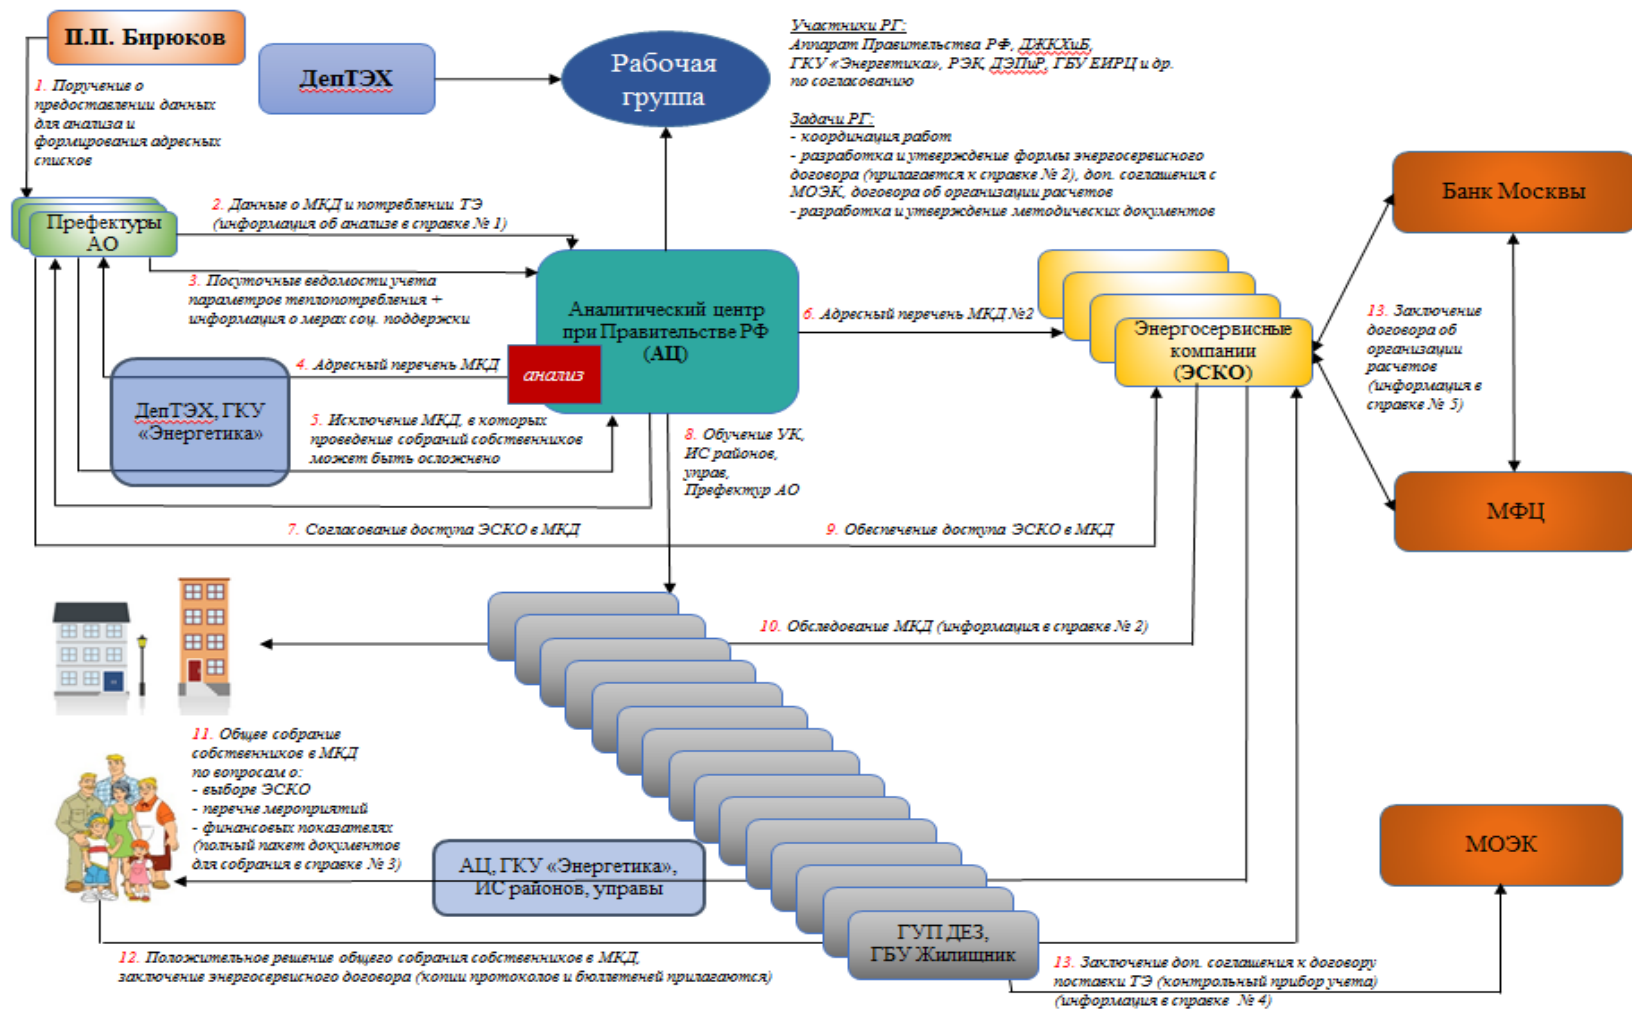 П.П. Бирюков
ДепТЭХ
Рабочая
группа
Участники РГ:
Аппарат Правительства РФ, ДЖКХиБ,
ГКУ «Энергетика», РЭК, ДЭПиР, ГБУ ЕИРЦ и др.
по согласованию
Задачи РГ:
- координация работ
- разработка и утверждение формы энергосервисного
договора (прилагается к справке № 2), доп. соглашения с
МОЭК, договора об организации расчетов
- разработка и утверждение методических документов
1. Поручение о
предоставлении данных
для анализа и
формирования адресных
списков
Префектуры
АО
2. Данные о МКД и потреблении ТЭ
(информация об анализе в справке № 1)
3. Посуточные ведомости учета
параметров теплопотребления +
информация о мерах соц. поддержки
Аналитический центр
при Правительстве РФ
(АЦ)
анализ
4. Адресный перечень МКД
ДепТЭХ, ГКУ
«Энергетика»
5. Исключение МКД, в которых
проведение собраний собственников
может быть осложнено
6. Адресный перечень МКД №2
Энергосервисные
компании
(ЭСКО)
Банк Москвы
13. Заключение
договора об
организации
расчетов
(информация в
справке № 5)
МФЦ
8. Обучение УК,
ИС районов,
управ,
Префектур АО
7. Согласование доступа ЭСКО в МКД
9. Обеспечение доступа ЭСКО в МКД
10. Обследование МКД (информация в справке № 2)
11. Общее собрание
собственников в МКД
по вопросам о:
- выборе ЭСКО
- перечне мероприятий
- финансовых показателях
(полный пакет документов
для собрания в справке № 3)
АЦ, ГКУ «Энергетика»,
ИС районов, управы
МОЭК
ГУП ДЕЗ,
ГБУ Жилищник
12. Положительное решение общего собрания собственников в МКД,
заключение энергосервисного договора (копии протоколов и бюллетеней прилагаются)
13. Заключение доп. соглашения к договору
поставки ТЭ (контрольный прибор учета)
(информация в справке № 4)